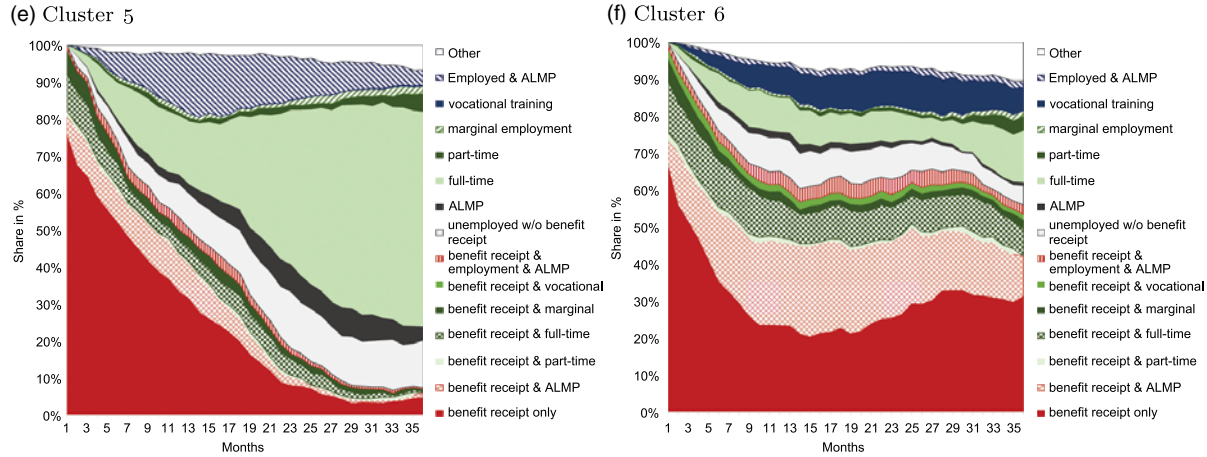 (e) Cluster 5
100%
90%
80%
70%
60%
50%
40%
30%
20%
10%
0%
Share in %
1 3 5 7 9 11 13 15 17 19 21 23 25 27 29 31 33 35
Months
Other
Employed & ALMP
vocational training
marginal employment
part-time
full-time
ALMP
unemployed w/o benefit
receipt
benefit receipt &
employment & ALMP
benefit receipt & vocational
benefit receipt & marginal
benefit receipt & full-time
benefit receipt & part-time
benefit receipt & ALMP
benefit receipt only
(f) Cluster 6
100%
90%
80%
70%
60%
50%
40%
30%
20%
10%
0%
Share in %
1 3 5 7 9 11 13 15 17 19 21 23 25 27 29 31 33 35
Months
Other
Employed & ALMP
vocational training
marginal employment
part-time
full-time
ALMP
unemployed w/o benefit
receipt
benefit receipt &
employment & ALMP
benefit receipt & vocational
benefit receipt & marginal
benefit receipt & full-time
benefit receipt & part-time
benefit receipt & ALMP
benefit receipt only